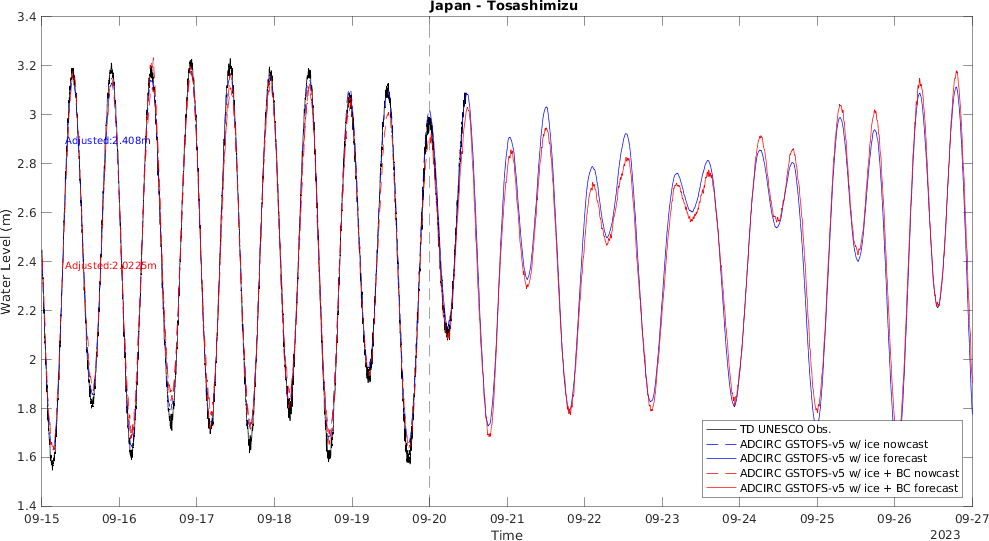 Japan - Tosashimizu
3.4
3.2
3
2.8
2.6
2.4
2.2
2
1.8
1.6
1.4
Water Level (m)
Adjusted:2.408m
Adjusted:2.0225m
TD UNESCO Obs.
ADCIRC GSTOFS-v5 w/ ice nowcast
ADCIRC GSTOFS-v5 w/ ice forecast
ADCIRC GSTOFS-v5 w/ ice + BC nowcast
ADCIRC GSTOFS-v5 w/ ice + BC forecast
09-15 09-16 09-17 09-18 09-19 09-20 09-21 09-22 09-23 09-24 09-25 09-26 09-27
Time
2023